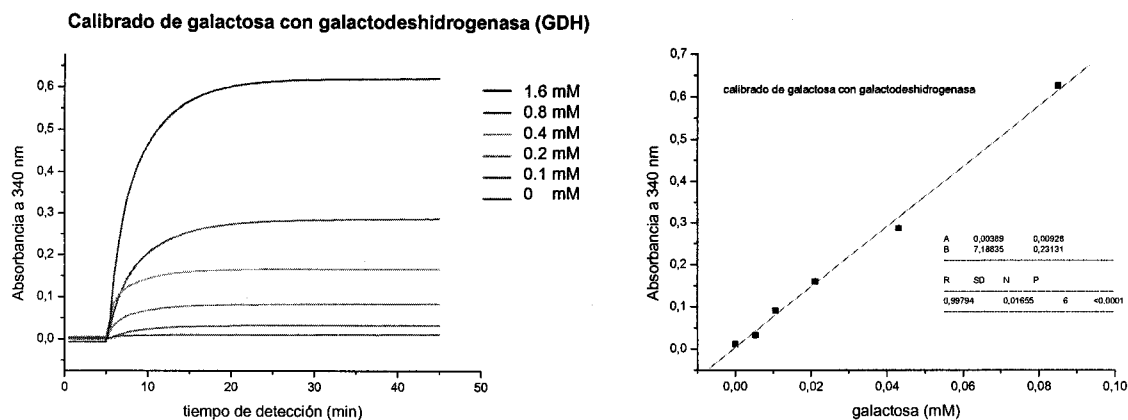 Calibrado de galactosa con galactodeshidrogenasa (GDH)
Absorbancia a 340 nm
0,6
0,5
0,4
0,3
0,2
0,1
0,0
0
10
20
30
40
50
tiempo de detección (min)
1.6 mM
0.8 mM
0.4 mM
0.2 mM
0.1 mM
0 mM
Absorbancia a 340 nm
0,7
0,6
0,5
0,4
0,3
0,2
0,1
0,0
calibrado de galactosa con galactodeshidrogenasa
A 0,00389 0,00928
B 7,18835 0,23131
R SD N P
0,99794 0,01655 6 <0.0001
0,00
0,02
0,04
0,06
0,08
0,10
galactosa (mM)